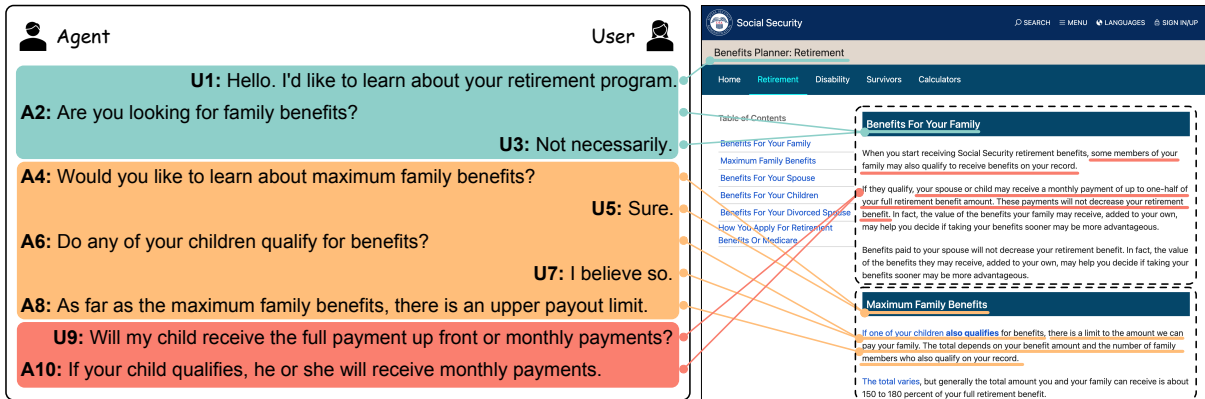 Agent
User
U1: Hello. I'd like to learn about your retirement program.
A2: Are you looking for family benefits?
U3: Not necessarily.
A4: Would you like to learn about maximum family benefits?
U5: Sure.
A6: Do any of your children qualify for benefits?
U7: I believe so.
A8: As far as the maximum family benefits, there is an upper payout limit.
U9: Will my child receive the full payment up front or monthly payments?
A10: If your child qualifies, he or she will receive monthly payments.
Social Security
SEARCH MENU LANGUAGES SIGN IN/UP
Benefits Planner: Retirement
Home Retirement Disability Survivors Calculators
Table of Contents
Benefits For Your Family
Maximum Family Benefits
Benefits For Your Spouse
Benefits For Your Children
Benefits For Your Divorced Spouse
How You Apply For Retirement
Benefits Or Medicare
Benefits For Your Family
When you start receiving Social Security retirement benefits, some members of your
family may also qualify to receive benefits on your record.
If they qualify, your spouse or child may receive a monthly payment of up to one-half of
your full retirement benefit amount. These payments will not decrease your retirement
benefit. In fact, the value of the benefits your family may receive, added to your own,
may help you decide if taking your benefits sooner may be more advantageous.
Benefits paid to your spouse will not decrease your retirement benefit. In fact, the value
of the benefits they may receive, added to your own, may help you decide if taking your
benefits sooner may be more advantageous.
Maximum Family Benefits
If one of your children also qualifies for benefits, there is a limit to the amount we can
pay your family. The total depends on your benefit amount and the number of family
members who also qualify on your record.
The total varies, but generally the total amount you and your family can receive is about
150 to 180 percent of your full retirement benefit.